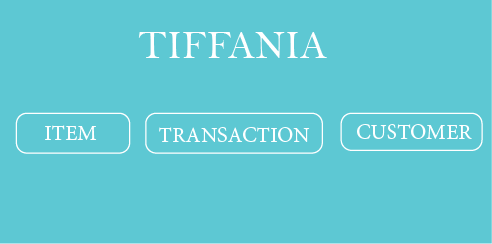 TIFFANIA
ITEM
TRANSACTION
CUSTOMER